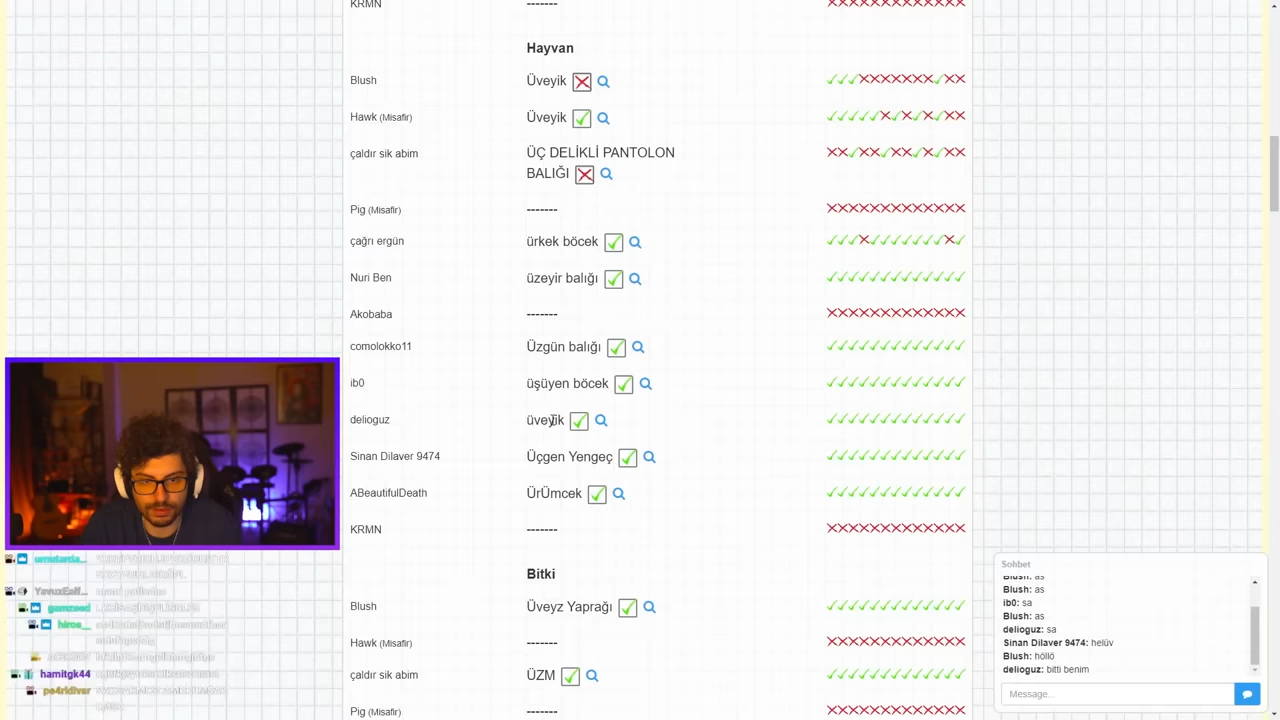 KRMN -------
Hayvan
Blush Üveyik
Hawk (Misafir) Üveyik
çaldır sik abim ÜÇ DELİKLİ PANTOLON
BALIĞI
Pig (Misafir) -------
çağrı ergün ürkek böcek
Nuri Ben üzeyir balığı
Akobaba -------
comolokko11 Üzgün balığı
ib0 üşüyen böcek
delioguz üveyik
Sinan Dilaver 9474 Üçgen Yengeç
ABeautifulDeath ÜrÜmcek
KRMN -------
Bitki
Blush Üveyz Yaprağı
Hawk (Misafir) -------
çaldır sik abim ÜZM
Pig (Misafir) -------
hamitgk44
Sohbet
Blush: as
Blush: as
ib0: sa
Blush: as
delioguz: sa
Sinan Dilaver 9474: helüv
Blush: höllö
delioguz: bitti benim
Message...